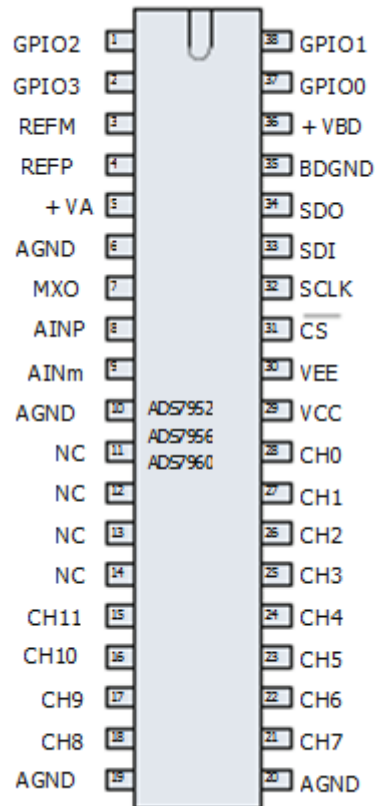 GPIO2 1 38 GPIO1
GPIO3 2 37 GPIO0
REFM 3 36 +VBD
REFP 4 35 BDGND
+VA 5 34 SDO
AGND 6 33 SDI
MXO 7 32 SCLK
AINP 8 31 CS
AINm 9 30 VEE
AGND 10 ADS7952 29 VCC
ADS7956
NC 11 ADS7960 28 CH0
NC 12 27 CH1
NC 13 26 CH2
NC 14 25 CH3
CH11 15 24 CH4
CH10 16 23 CH5
CH9 17 22 CH6
CH8 18 21 CH7
AGND 19 20 AGND